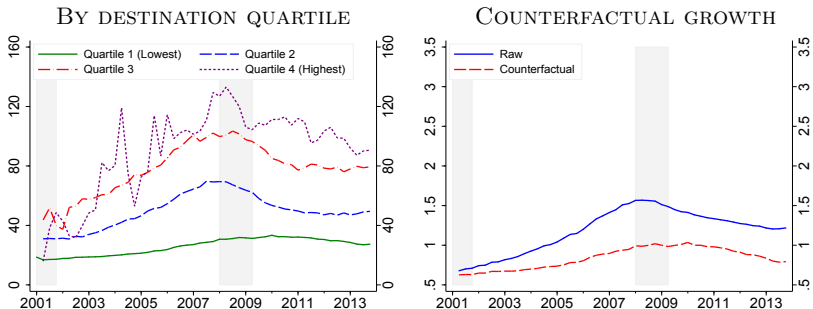 BY DESTINATION QUARTILE
Quartile 1 (Lowest)
Quartile 2
Quartile 3
Quartile 4 (Highest)
160
120
80
40
0
160
120
80
40
0
2001 2003 2005 2007 2009 2011 2013
COUNTERFACTUAL GROWTH
Raw
Counterfactual
3.5
3
2.5
2
1.5
1
.5
3.5
3
2.5
2
1.5
1
.5
2001 2003 2005 2007 2009 2011 2013